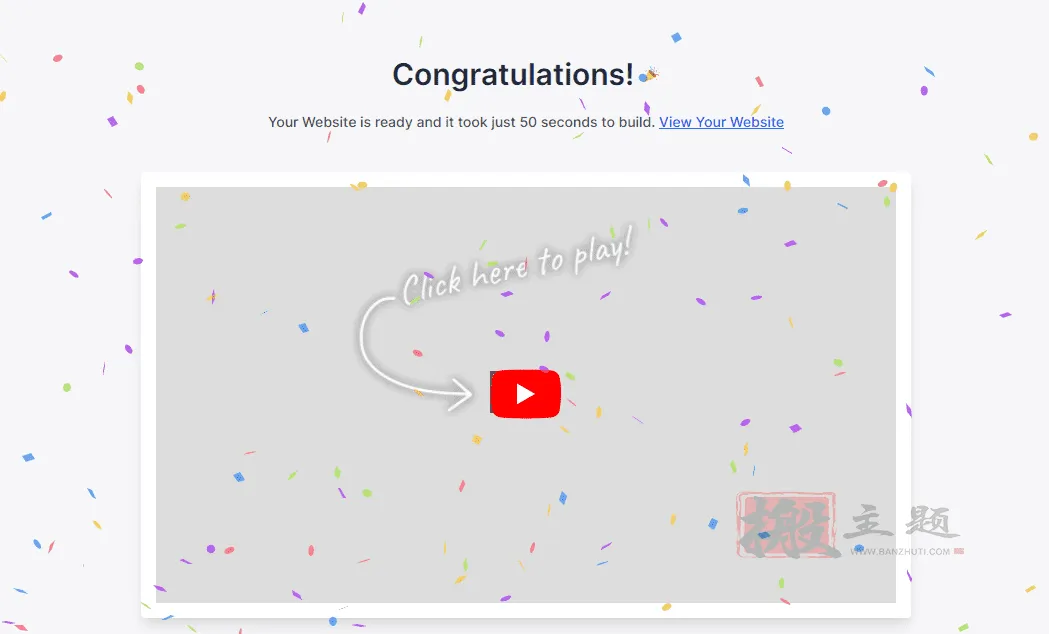 Congratulations!
Your Website is ready and it took just 50 seconds to build. View Your Website
Click here to play!
搬主题
WWW.BANZHUTI.COM